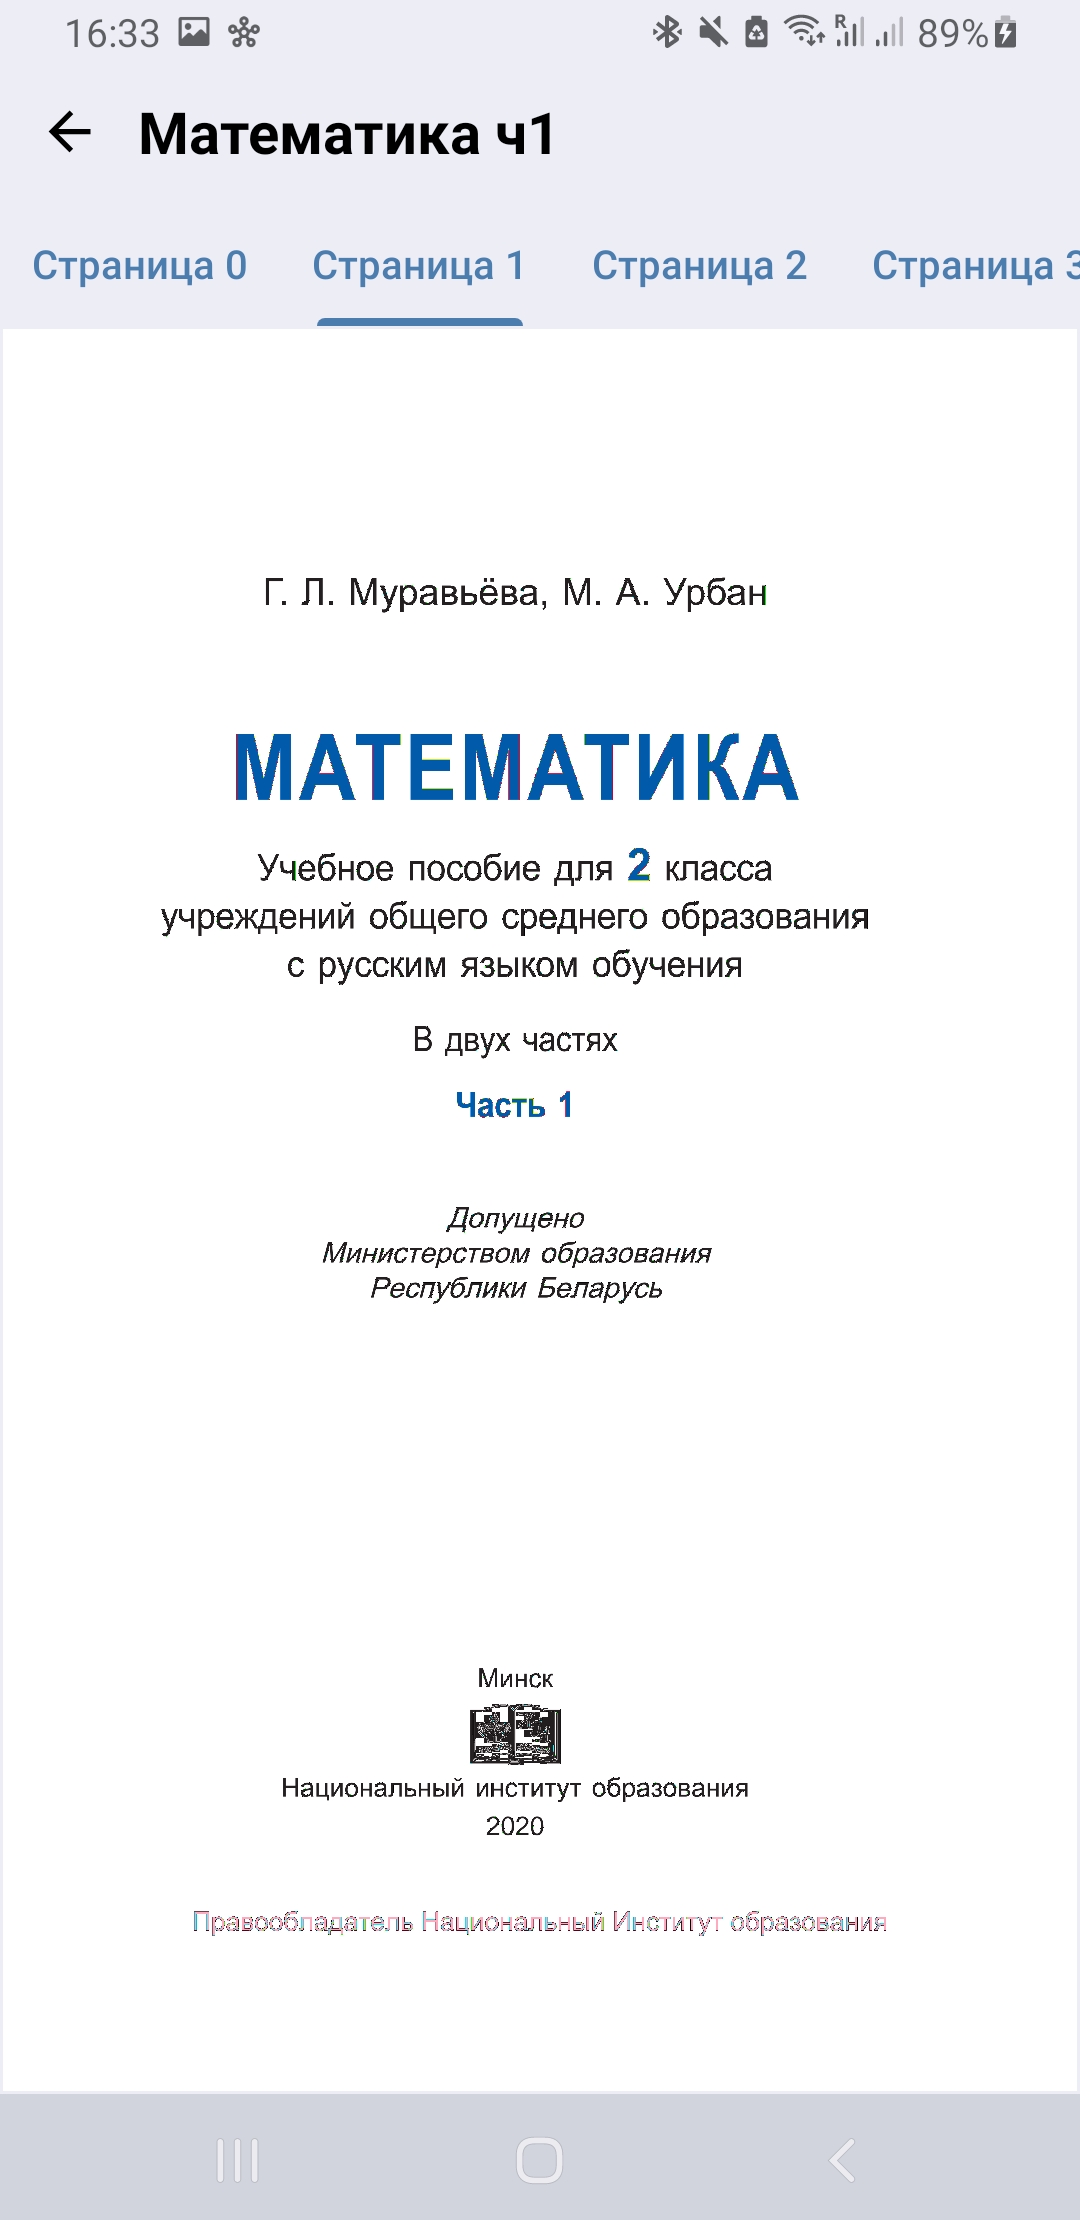 16:33 89%
Математика ч1
Страница 0 Страница 1 Страница 2 Страница 3
Г. Л. Муравьёва, М. А. Урбан
МАТЕМАТИКА
Учебное пособие для 2 класса
учреждений общего среднего образования
с русским языком обучения
В двух частях
Часть 1
Допущено
Министерством образования
Республики Беларусь
Минск
Национальный институт образования
2020
Правообладатель Национальный Институт образования